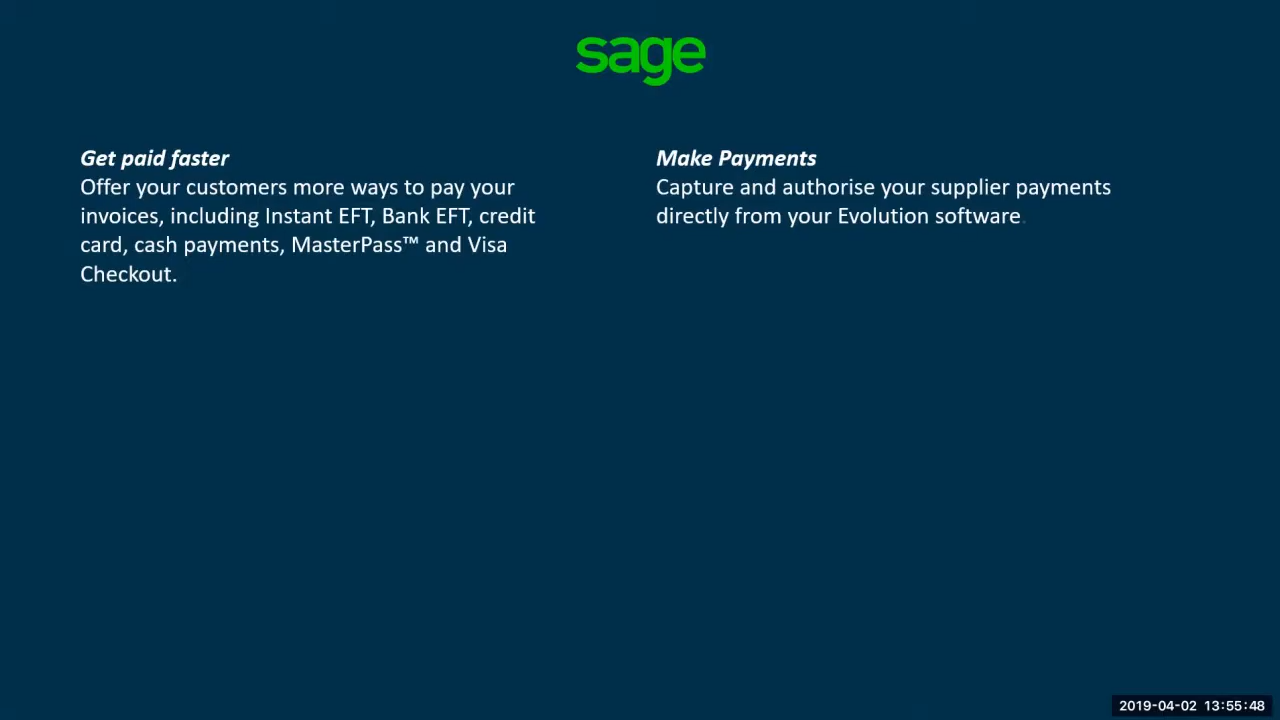 sage
Get paid faster
Offer your customers more ways to pay your
invoices, including Instant EFT, Bank EFT, credit
card, cash payments, MasterPass™ and Visa
Checkout.
Make Payments
Capture and authorise your supplier payments
directly from your Evolution software.
2019-04-02 13:55:48